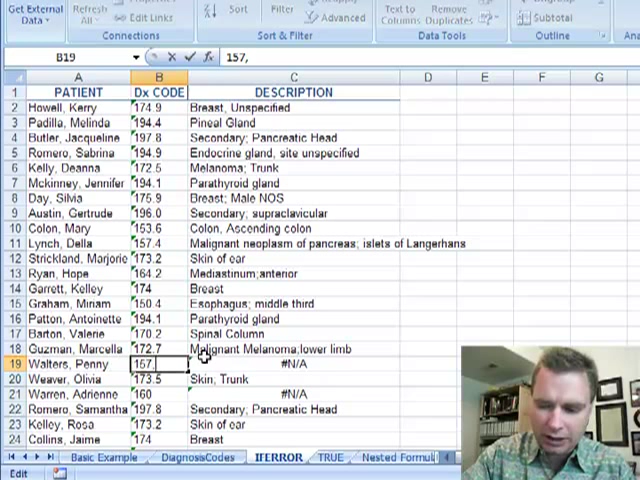 Get External Data
Refresh All
Edit Links
Connections
Sort
Filter
Advanced
Sort & Filter
Text to Columns
Remove Duplicates
Data Tools
Subtotal
Outline
B19
157,
A B C D E F G
1 PATIENT Dx CODE DESCRIPTION
2 Howell, Kerry 174.9 Breast, Unspecified
3 Padilla, Melinda 194.4 Pineal Gland
4 Butler, Jacqueline 197.8 Secondary; Pancreatic Head
5 Romero, Sabrina 194.9 Endocrine gland, site unspecified
6 Kelly, Deanna 172.5 Melanoma; Trunk
7 Mckinney, Jennifer 194.1 Parathyroid gland
8 Day, Silvia 175.9 Breast; Male NOS
9 Austin, Gertrude 196.0 Secondary; supraclavicular
10 Colon, Mary 153.6 Colon, Ascending colon
11 Lynch, Della 157.4 Malignant neoplasm of pancreas; islets of Langerhans
12 Strickland, Marjorie 173.2 Skin of ear
13 Ryan, Hope 164.2 Mediastinum;anterior
14 Garrett, Kelley 174 Breast
15 Graham, Miriam 150.4 Esophagus; middle third
16 Patton, Antoinette 194.1 Parathyroid gland
17 Barton, Valerie 170.2 Spinal Column
18 Guzman, Marcella 172.7 Malignant Melanoma,lower limb
19 Walters, Penny 157, #N/A
20 Weaver, Olivia 173.5 Skin, Trunk
21 Warren, Adrienne 160 #N/A
22 Romero, Samantha 197.8 Secondary; Pancreatic Head
23 Kelley, Rosa 173.2 Skin of ear
24 Collins, Jaime 174 Breast
Basic Example DiagnosisCodes IFERROR TRUE Nested Formul
Edit